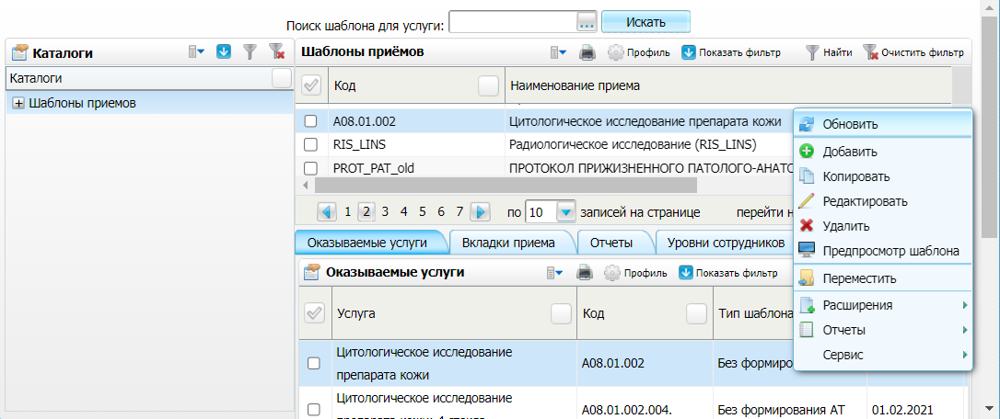 Поиск шаблона для услуги: ... Искать
Каталоги
Каталоги
Шаблоны приемов
Шаблоны приёмов Профиль Показать фильтр Найти Очистить фильтр
Код Наименование приема
A08.01.002 Цитологическое исследование препарата кожи
RIS_LINS Радиологическое исследование (RIS_LINS)
PROT_PAT_old ПРОТОКОЛ ПРИЖИЗНЕННОГО ПАТОЛОГО-АНАТО
1 2 3 4 5 6 7 по 10 записей на странице перейти н
Оказываемые услуги Вкладки приема Отчеты Уровни сотрудников
Оказываемые услуги Профиль Показать фильтр
Услуга Код Тип шаблона
Цитологическое исследование
препарата кожи A08.01.002 Без формиро
Цитологическое исследование
A08.01.002.004. Без формирования АТ 01.02.2021
Обновить
Добавить
Копировать
Редактировать
Удалить
Предпросмотр шаблона
Переместить
Расширения
Отчеты
Сервис